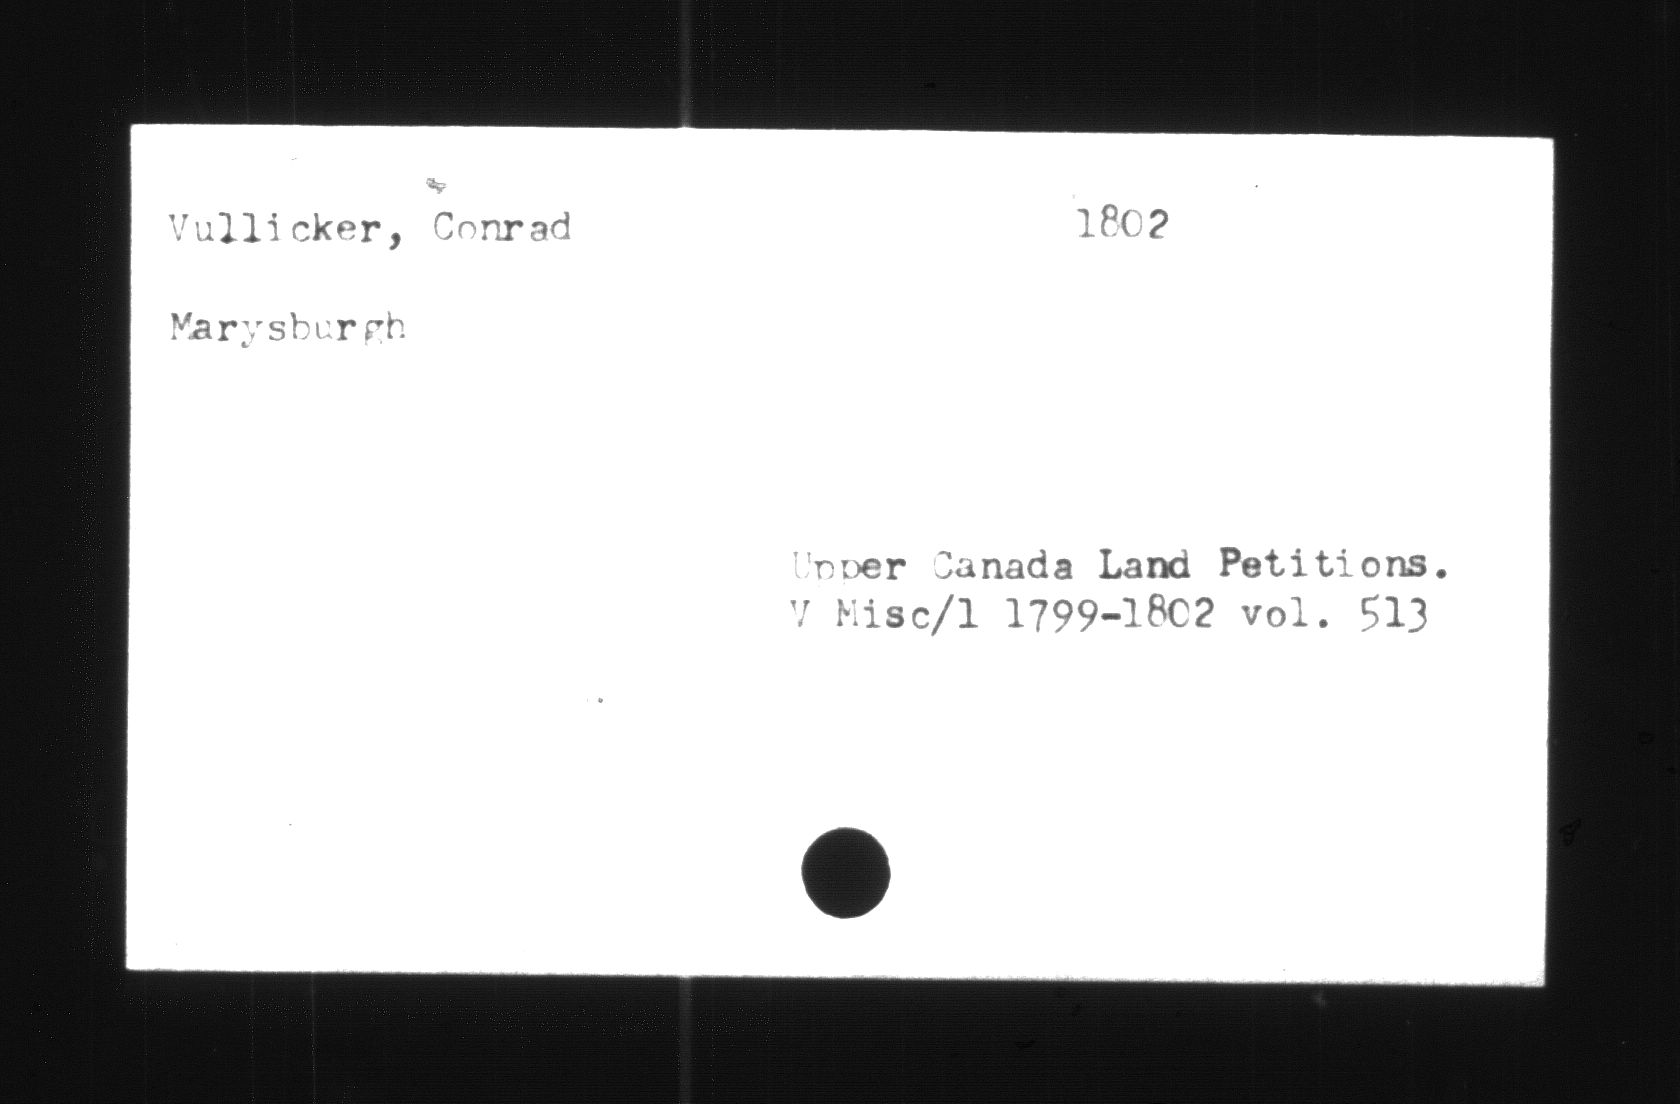 Vullicker, Conrad 1802
Marysburgh
Upper Canada Land Petitions.
V Misc/1 1799-1802 vol. 513